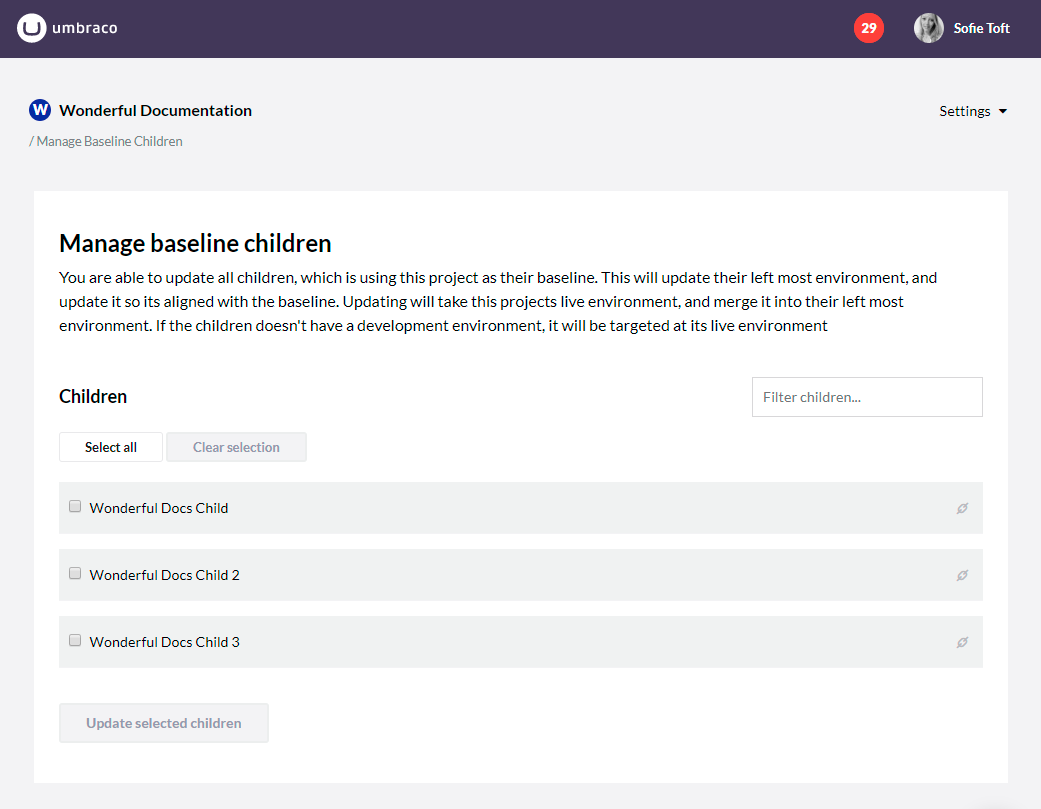 umbraco
29
Sofie Toft
W
Wonderful Documentation
Settings
/ Manage Baseline Children
Manage baseline children
You are able to update all children, which is using this project as their baseline. This will update their left most environment, and
update it so its aligned with the baseline. Updating will take this projects live environment, and merge it into their left most
environment. If the children doesn't have a development environment, it will be targeted at its live environment
Children
Filter children...
Select all
Clear selection
Wonderful Docs Child
Wonderful Docs Child 2
Wonderful Docs Child 3
Update selected children